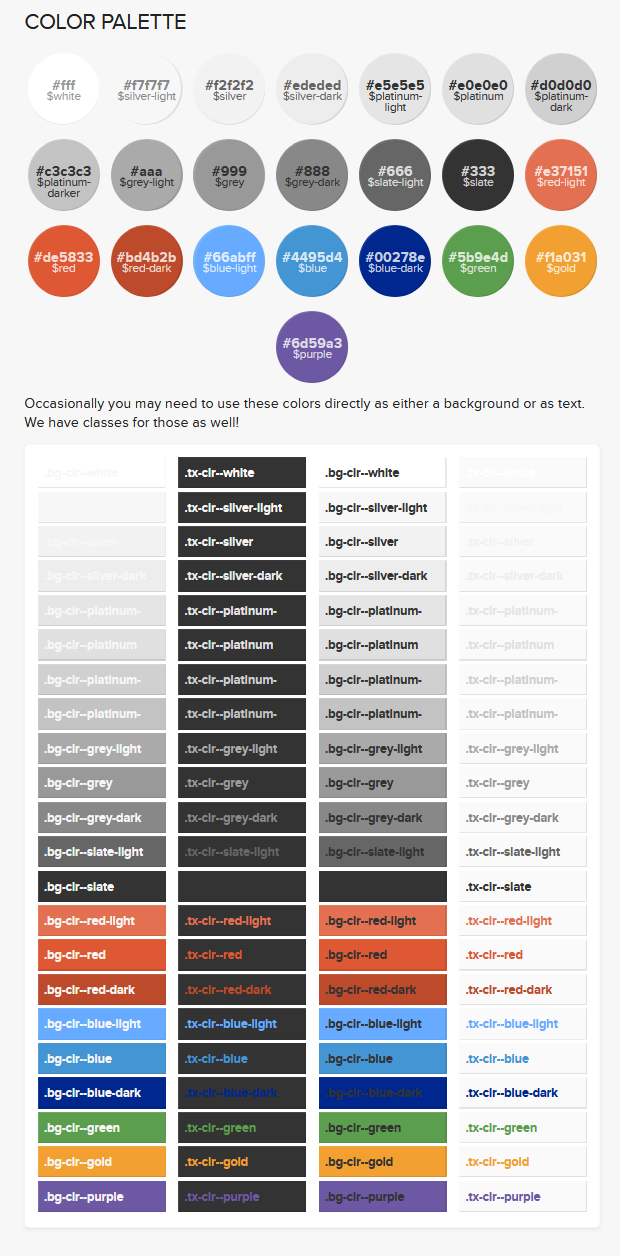 COLOR PALETTE
#fff
$white
#f7f7f7
$silver-light
#f2f2f2
$silver
#ededed
$silver-dark
#e5e5e5
$platinum-
light
#e0e0e0
$platinum
#d0d0d0
$platinum-
dark
#c3c3c3
$platinum-
darker
#aaa
$grey-light
#999
$grey
#888
$grey-dark
#666
$slate-light
#333
$slate
#e37151
$red-light
#de5833
$red
#bd4b2b
$red-dark
#66abff
$blue-light
#4495d4
$blue
#00278e
$blue-dark
#5b9e4d
$green
#f1a031
$gold
#6d59a3
$purple
Occasionally you may need to use these colors directly as either a background or as text.
We have classes for those as well!
.bg-clr--white .tx-clr--white .bg-clr--white .tx-clr--white
.tx-clr--silver-light .bg-clr--silver-light .tx-clr--silver-light
.bg-clr--silver .tx-clr--silver .bg-clr--silver .tx-clr--silver
.bg-clr--silver-dark .tx-clr--silver-dark .bg-clr--silver-dark .tx-clr--silver-dark
.bg-clr--platinum- .tx-clr--platinum- .bg-clr--platinum- .tx-clr--platinum-
.bg-clr--platinum .tx-clr--platinum .bg-clr--platinum .tx-clr--platinum
.bg-clr--platinum- .tx-clr--platinum- .bg-clr--platinum- .tx-clr--platinum-
.bg-clr--platinum- .tx-clr--platinum- .bg-clr--platinum- .tx-clr--platinum-
.bg-clr--grey-light .tx-clr--grey-light .bg-clr--grey-light .tx-clr--grey-light
.bg-clr--grey .tx-clr--grey .bg-clr--grey .tx-clr--grey
.bg-clr--grey-dark .tx-clr--grey-dark .bg-clr--grey-dark .tx-clr--grey-dark
.bg-clr--slate-light .tx-clr--slate-light .bg-clr--slate-light .tx-clr--slate-light
.bg-clr--slate .tx-clr--slate
.bg-clr--red-light .tx-clr--red-light .bg-clr--red-light .tx-clr--red-light
.bg-clr--red .tx-clr--red .bg-clr--red .tx-clr--red
.bg-clr--red-dark .tx-clr--red-dark .bg-clr--red-dark .tx-clr--red-dark
.bg-clr--blue-light .tx-clr--blue-light .bg-clr--blue-light .tx-clr--blue-light
.bg-clr--blue .tx-clr--blue .bg-clr--blue .tx-clr--blue
.bg-clr--blue-dark .tx-clr--blue-dark .bg-clr--blue-dark .tx-clr--blue-dark
.bg-clr--green .tx-clr--green .bg-clr--green .tx-clr--green
.bg-clr--gold .tx-clr--gold .bg-clr--gold .tx-clr--gold
.bg-clr--purple .tx-clr--purple .bg-clr--purple .tx-clr--purple